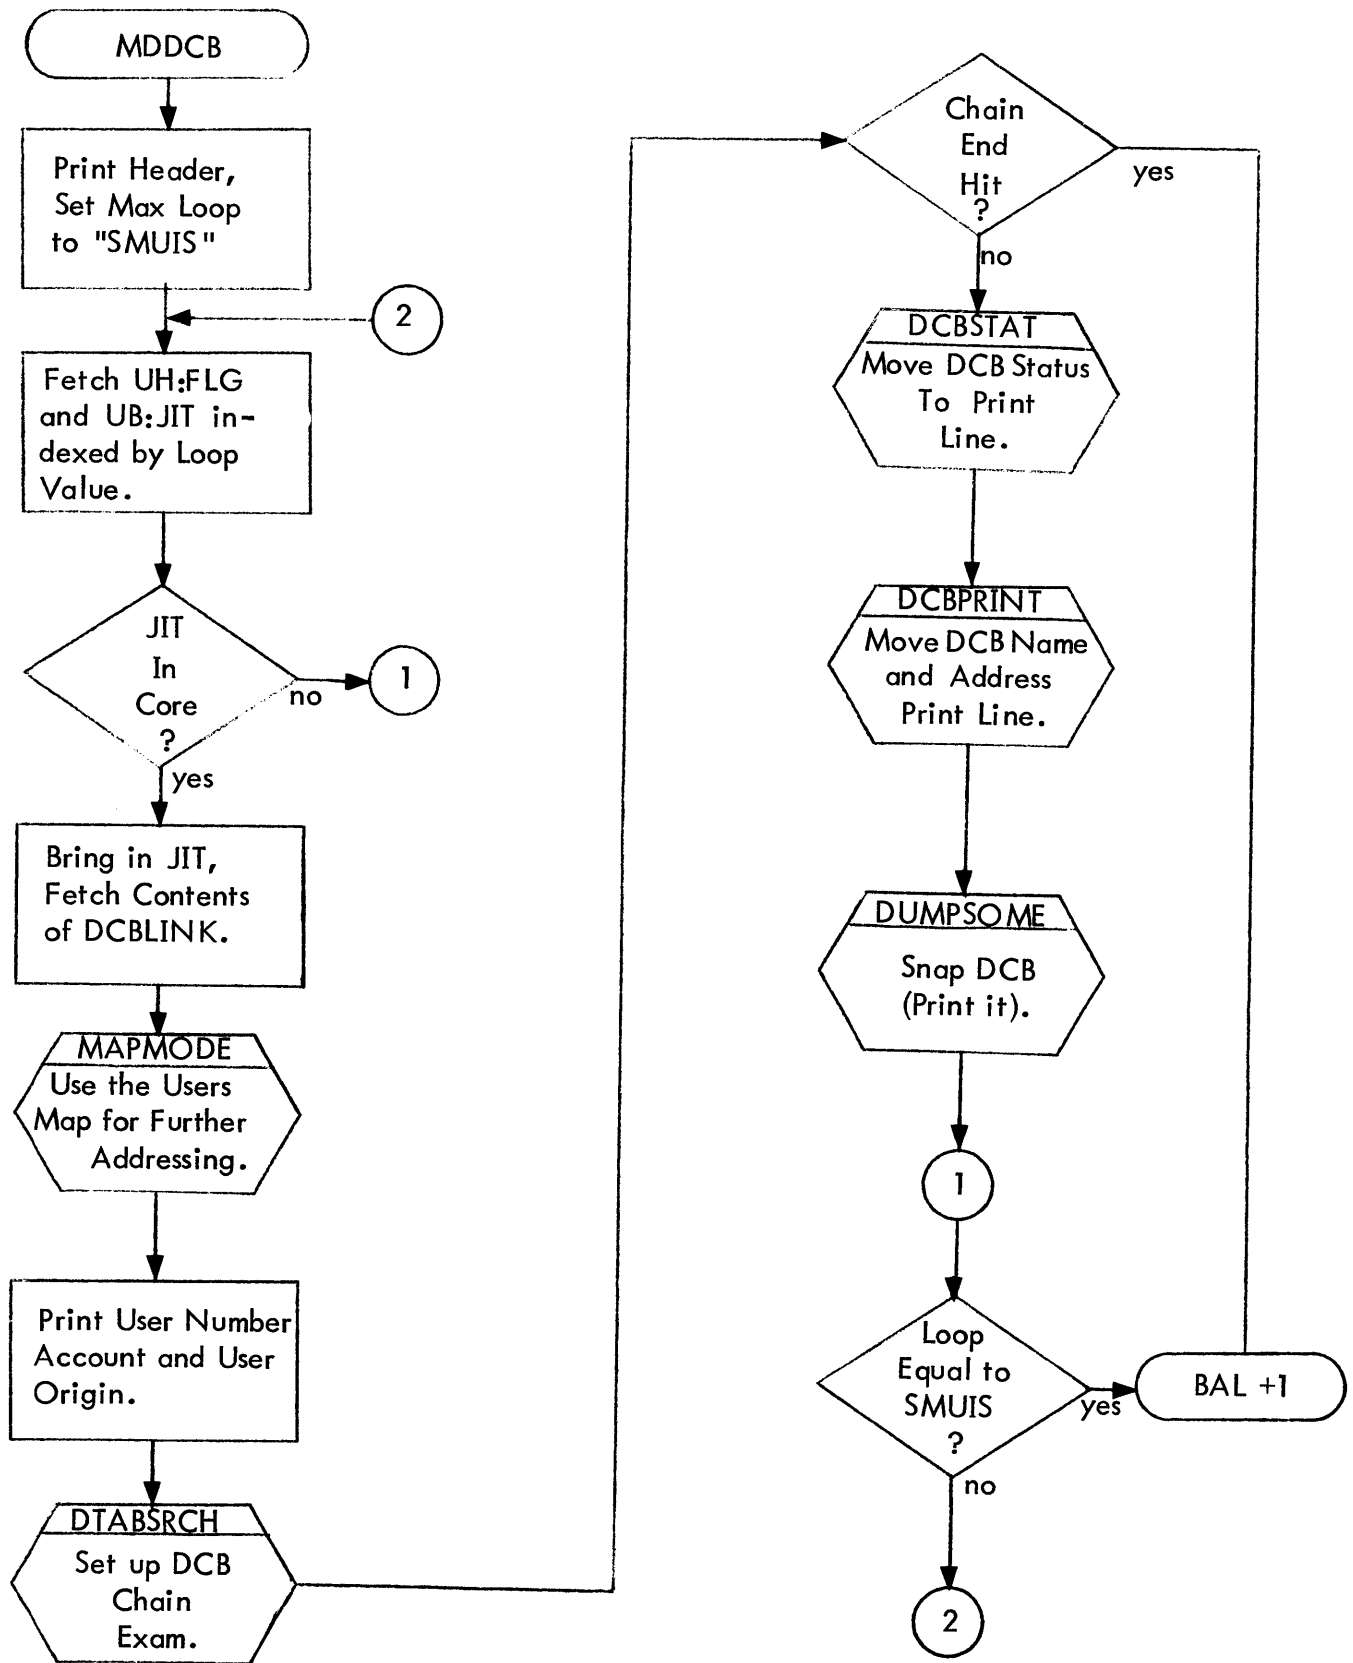 MDDCB
Print Header,
Set Max Loop
to "SMUIS"
2
Fetch UH:FLG
and UB:JIT in-
dexed by Loop
Value.
JIT
In
Core
?
no
1
yes
Bring in JIT,
Fetch Contents
of DCBLINK.
MAPMODE
Use the Users
Map for Further
Addressing.
Print User Number
Account and User
Origin.
DTABSRCH
Set up DCB
Chain
Exam.
Chain
End
Hit
?
yes
no
DCBSTAT
Move DCB Status
To Print
Line.
DCBPRINT
Move DCB Name
and Address
Print Line.
DUMPSOME
Snap DCB
(Print it).
1
Loop
Equal to
SMUIS
?
yes
BAL +1
no
2